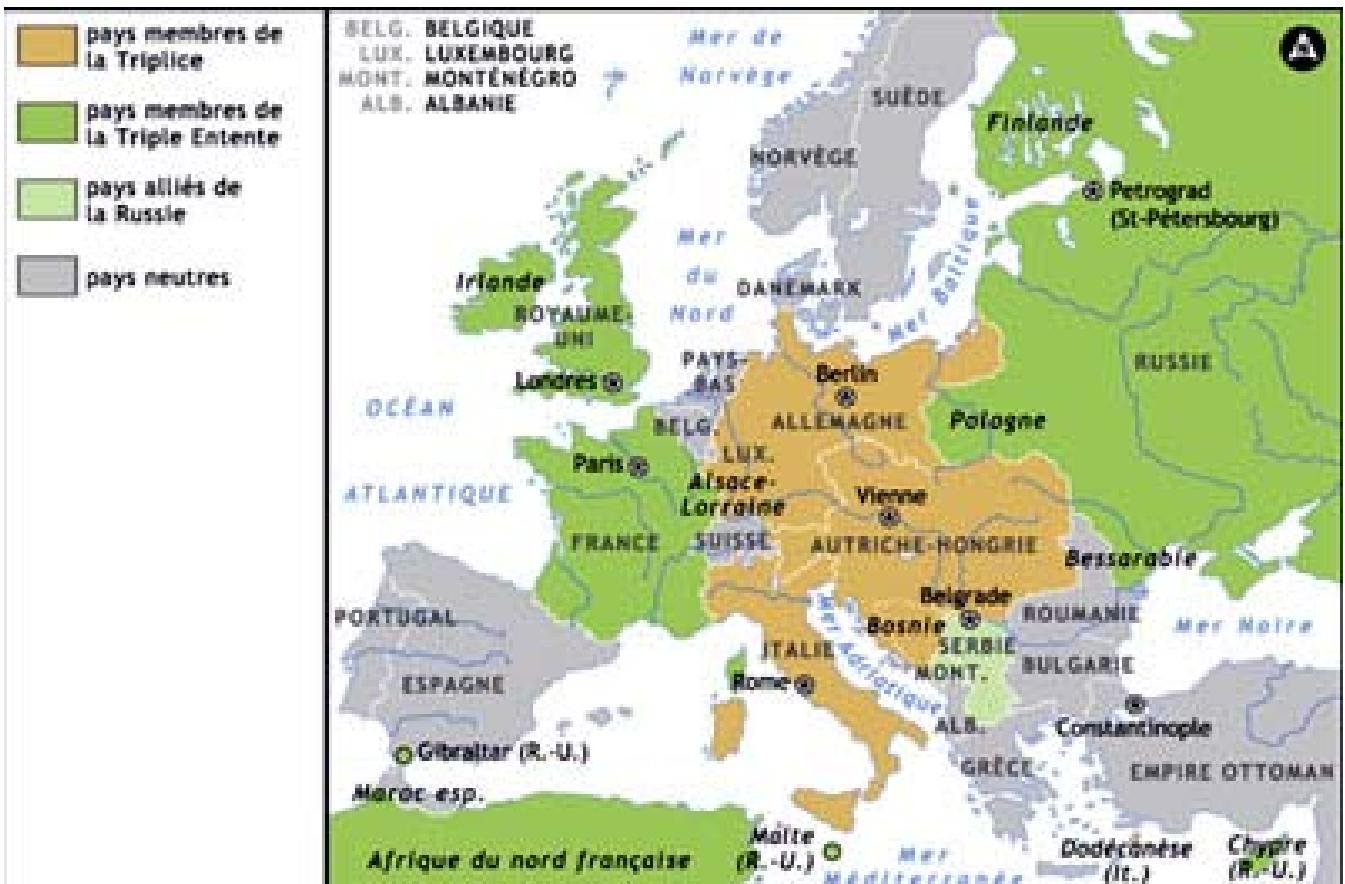 pays membres de
la Triplice
pays membres de
la Triple Entente
pays alliés de
la Russie
pays neutres
BELG. BELGIQUE
LUX. LUXEMBOURG
MONT. MONTÉNÉGRO
ALB. ALBANIE
A
Mer de
Norvège
SUÈDE
Finlande
NORVÈGE
Petrograd
(St-Pétersbourg)
Mer
du
Nord
Mer Baltique
Irlande
DANEMARK
ROYAUME-
UNI
Londres
PAYS-
BAS
Berlin
RUSSIE
OCÉAN
ATLANTIQUE
BELG.
ALLEMAGNE
Pologne
Paris
LUX.
Alsace-
Lorraine
Vienne
FRANCE
SUISSE
AUTRICHE-HONGRIE
Bessarabie
Belgrade
PORTUGAL
Bosnie
ROUMANIE
Mer Noire
ITALIE
Mer Adriatique
SERBIE
MONT.
BULGARIE
ESPAGNE
Rome
ALB.
Constantinople
Gibraltar (R.-U.)
GRÈCE
EMPIRE OTTOMAN
Maroc esp.
Afrique du nord française
Malte
(R.-U.)
Mer
Méditerranée
Dodécanèse
(It.)
Chypre
(R.-U.)